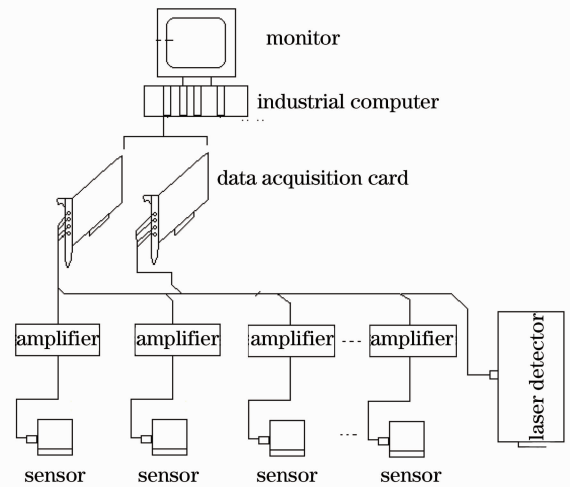 monitor
industrial computer
data acquisition card
amplifier
amplifier
amplifier
amplifier
laser detector
sensor
sensor
sensor
sensor